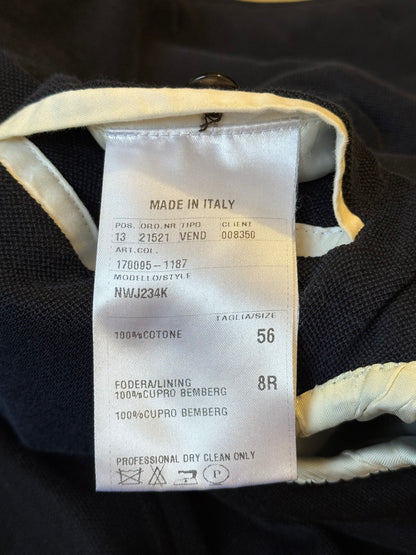 MADE IN ITALY
POS. ORD.NR TIPO CLIENT
13 21521 VEND 008350
ART.COL.
170095-1187
MODELLO/STYLE
NWJ234K
TAGLIA/SIZE
100%COTONE 56
FODERA/LINING 8R
100%CUPRO BEMBERG
100%CUPRO BEMBERG
PROFESSIONAL DRY CLEAN ONLY
P